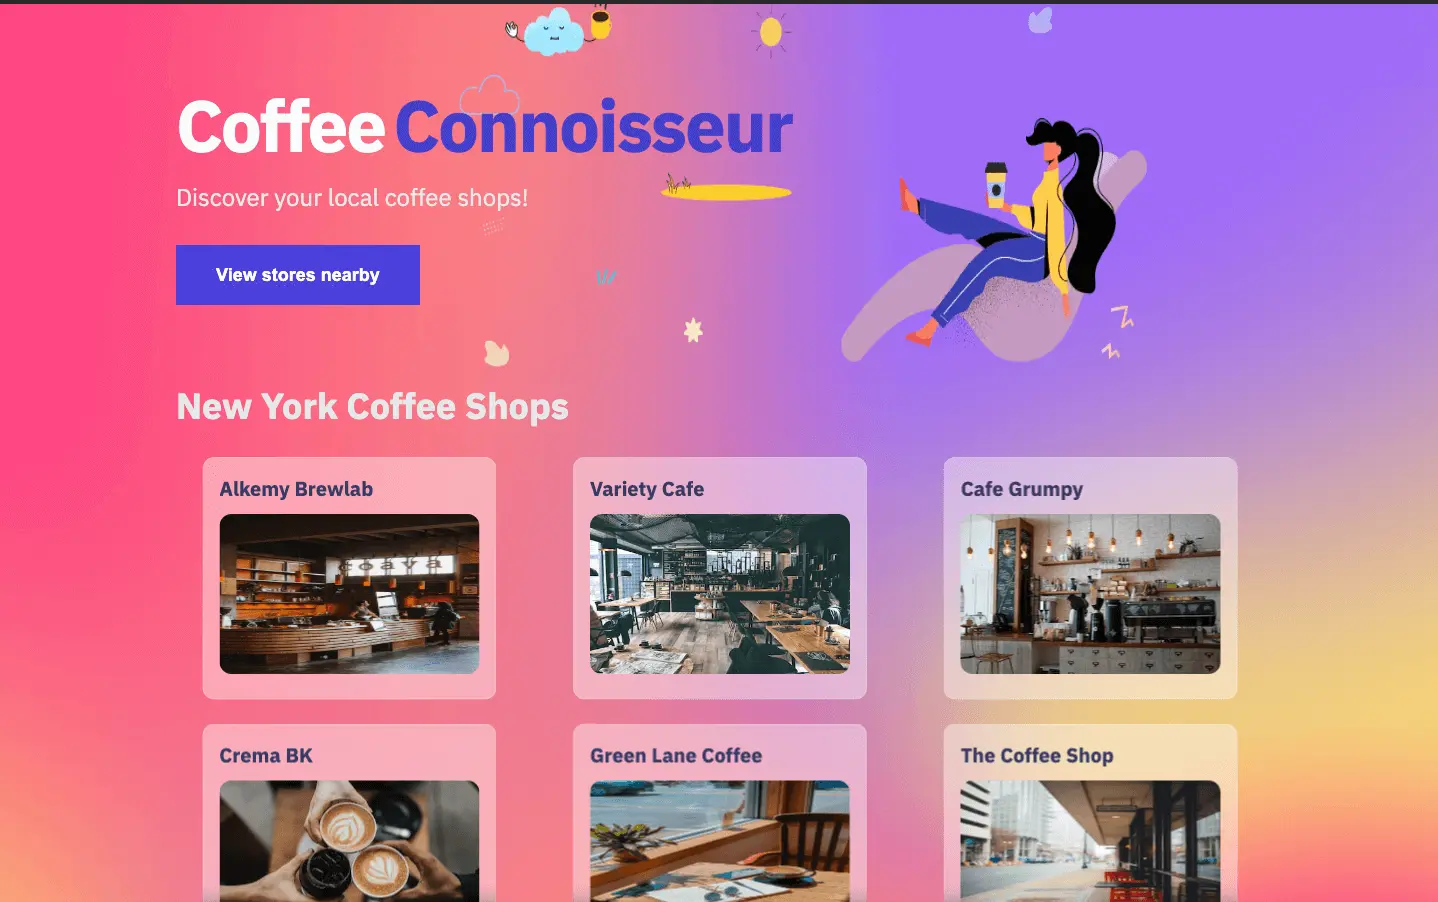 Coffee Connoisseur
Discover your local coffee shops!
View stores nearby
New York Coffee Shops
Alkemy Brewlab
Variety Cafe
Cafe Grumpy
coava
Crema BK
Green Lane Coffee
The Coffee Shop